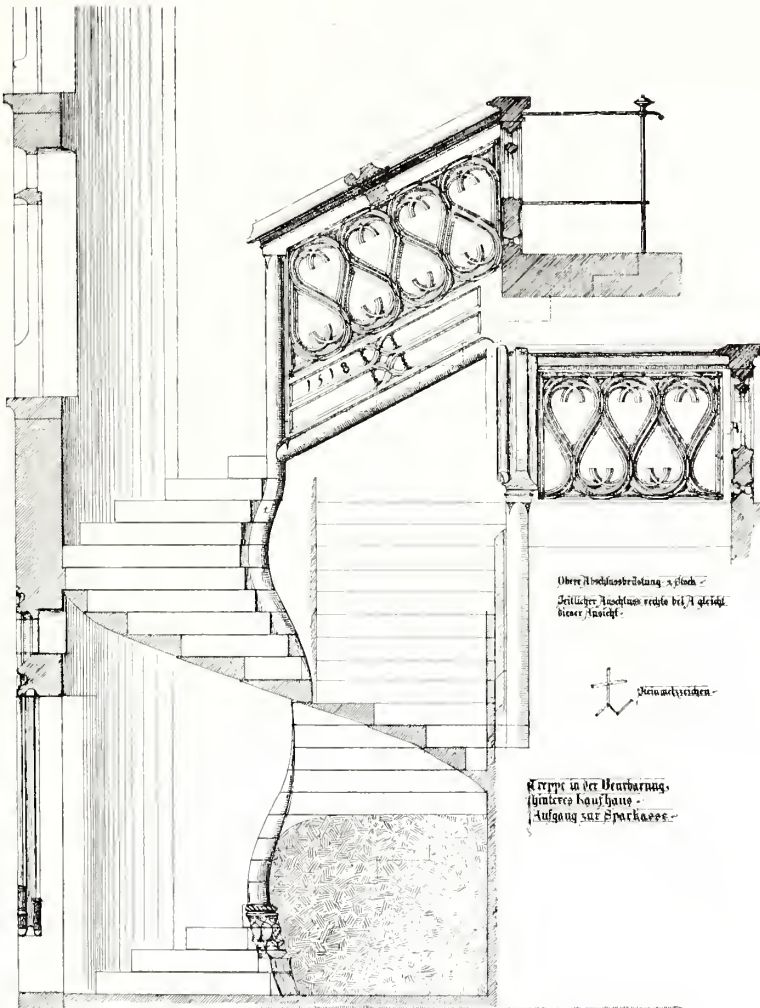 1518
Obere Abschlussbrüstung 2. Stock -
Seitlicher Anschluss rechts bei A gleicht
dieser Ansicht -
Steinmetzzeichen -
Treppe in der Beurbarung,
hinteres Kaufhaus -
Aufgang zur Sparkasse -